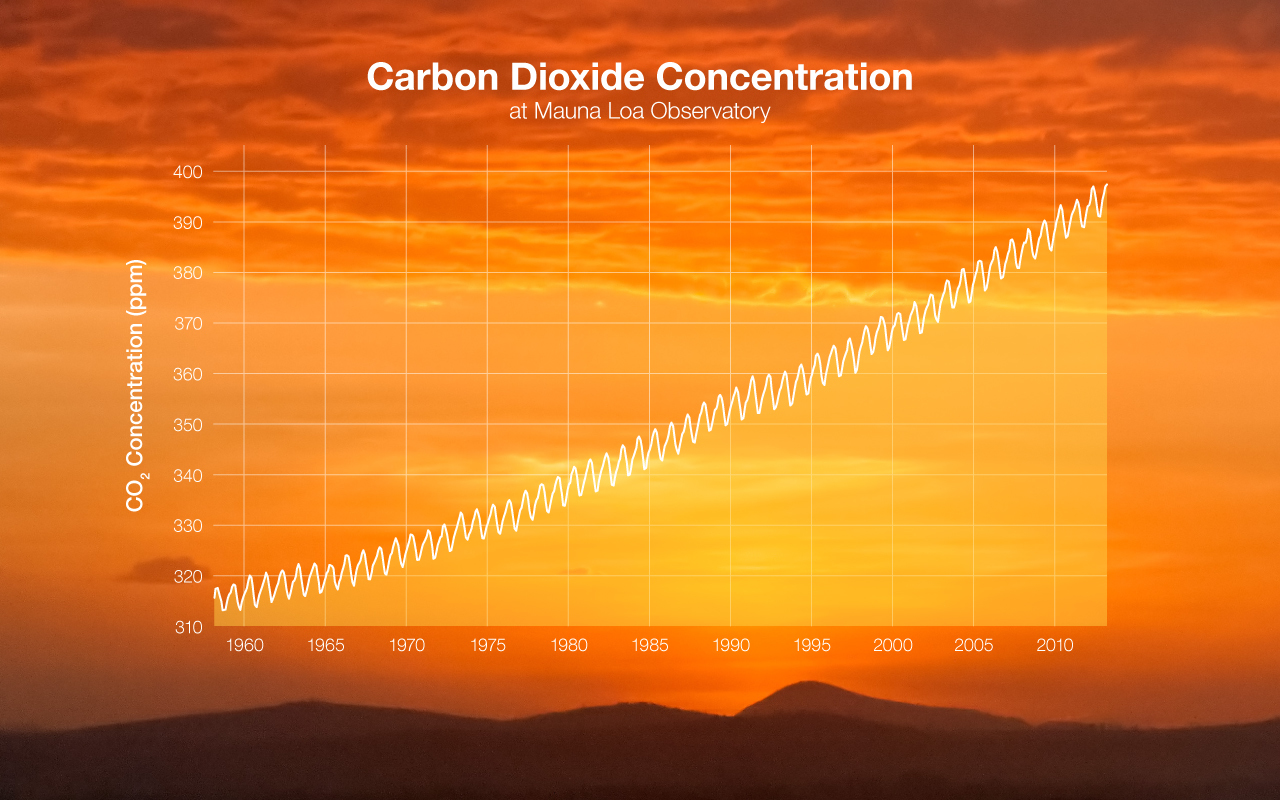 Carbon Dioxide Concentration
at Mauna Loa Observatory
CO2 Concentration (ppm)
400
390
380
370
360
350
340
330
320
310
1960 1965 1970 1975 1980 1985 1990 1995 2000 2005 2010